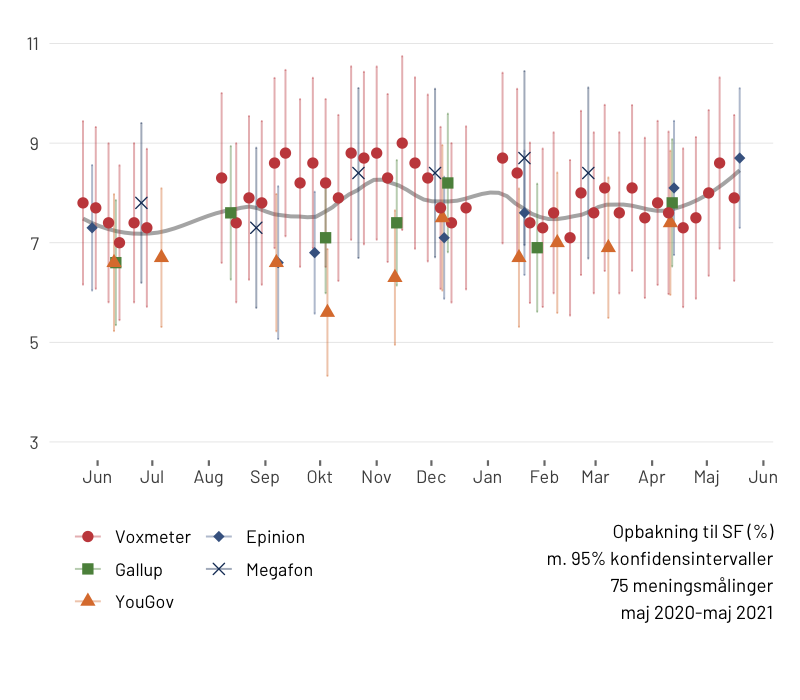 11
9
7
5
3
Jun Jul Aug Sep Okt Nov Dec Jan Feb Mar Apr Maj Jun
Voxmeter Epinion
Gallup Megafon
YouGov
Opbakning til SF (%)
m. 95% konfidensintervaller
75 meningsmålinger
maj 2020-maj 2021